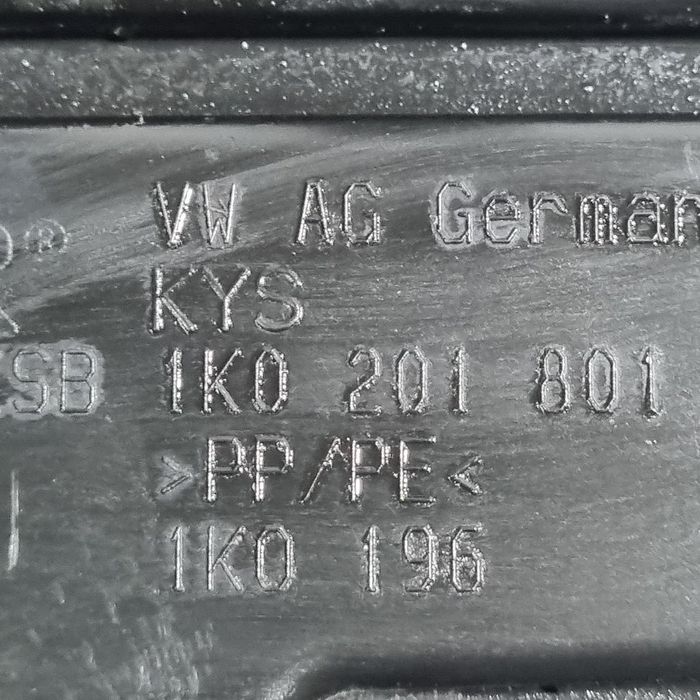 VW AG German
® KYS
SB 1K0 201 801
>PP/PE<
1K0 196